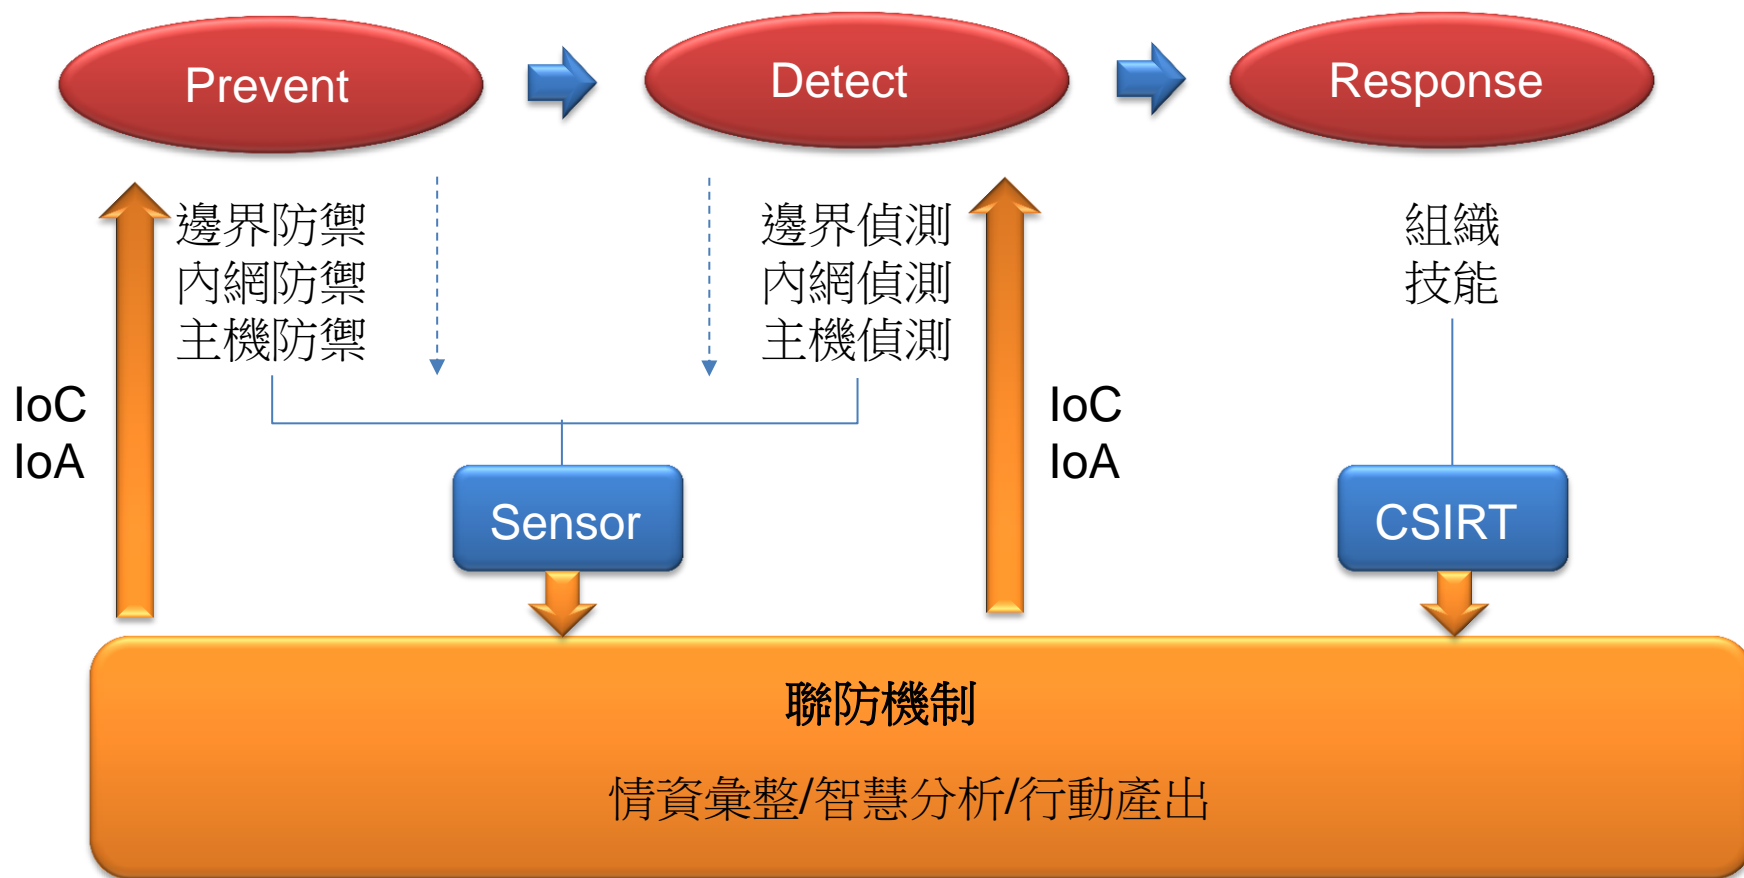 Prevent
Detect
Response
邊界防禦
內網防禦
主機防禦
邊界偵測
內網偵測
主機偵測
組織
技能
IoC
IoA
IoC
IoA
Sensor
CSIRT
聯防機制
情資彙整/智慧分析/行動產出